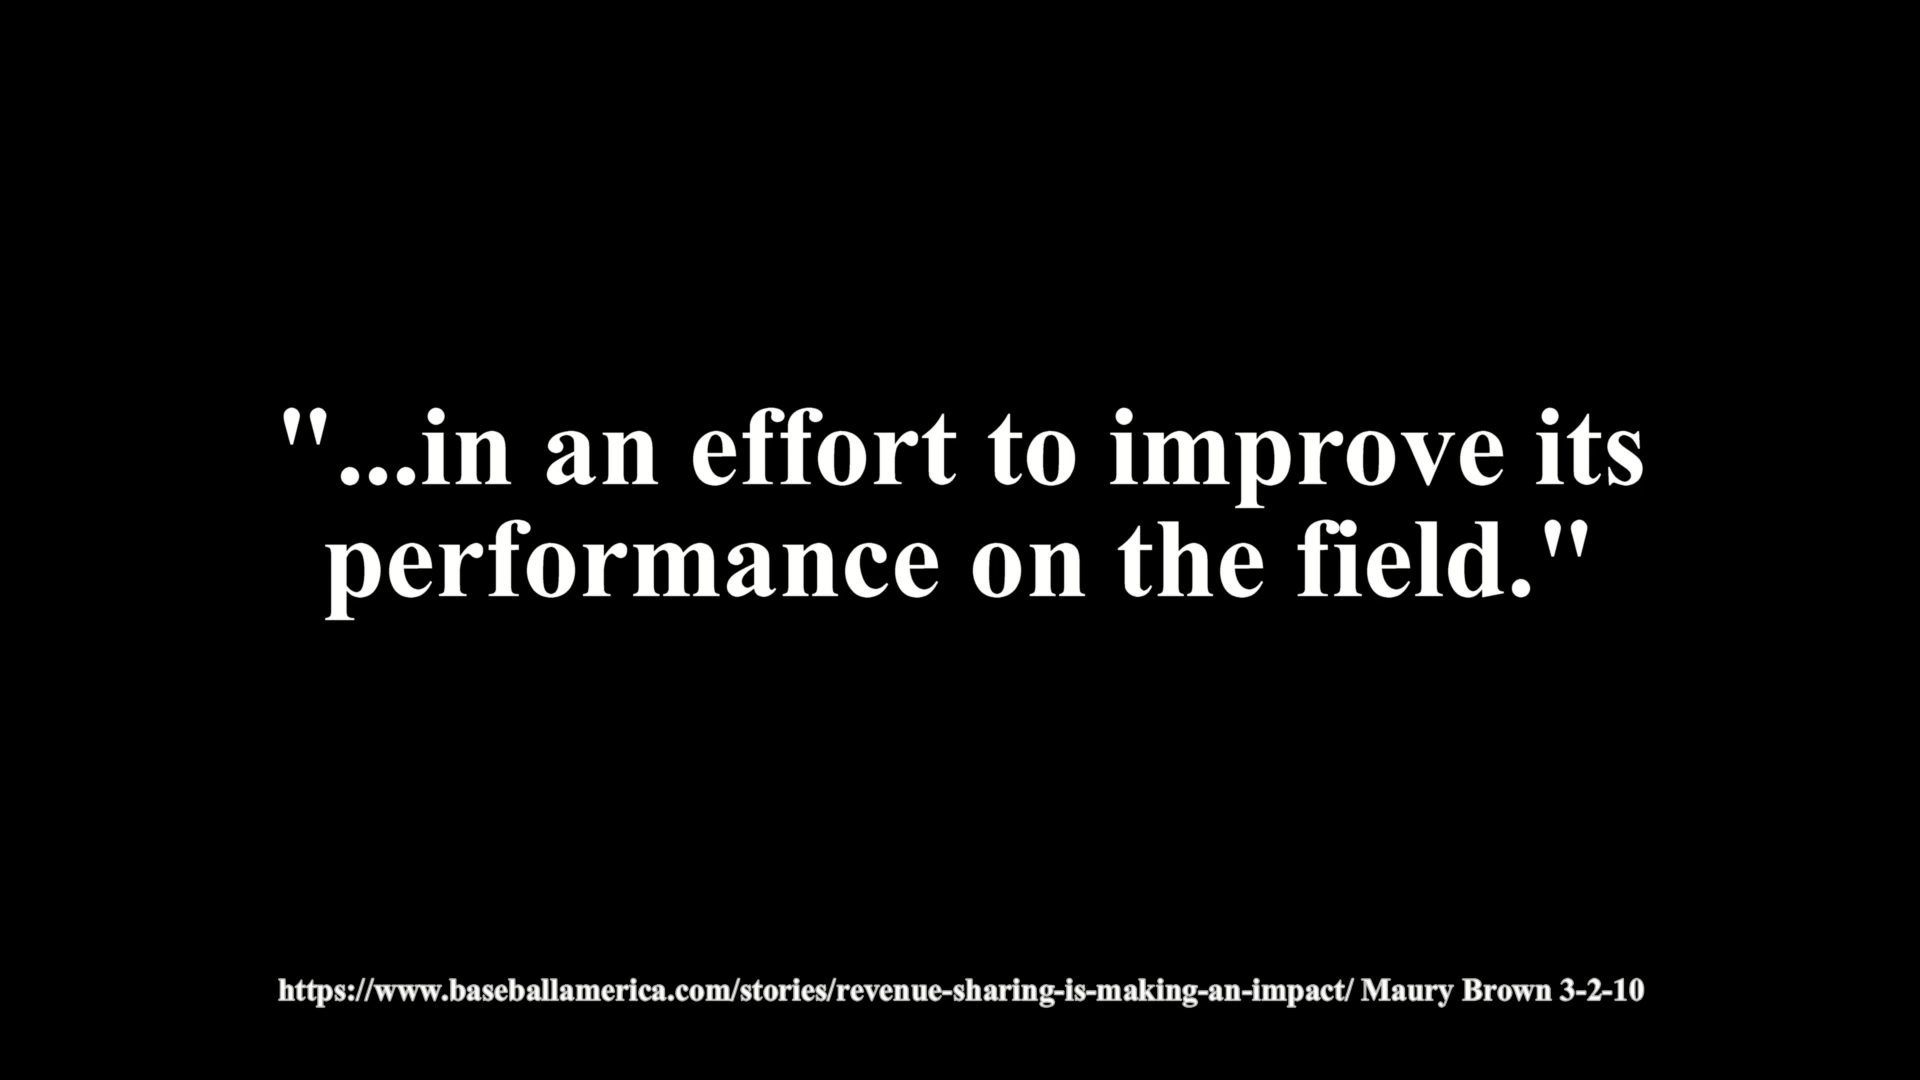 "...in an effort to improve its
performance on the field."
https://www.baseballamerica.com/stories/revenue-sharing-is-making-an-impact/ Maury Brown 3-2-10